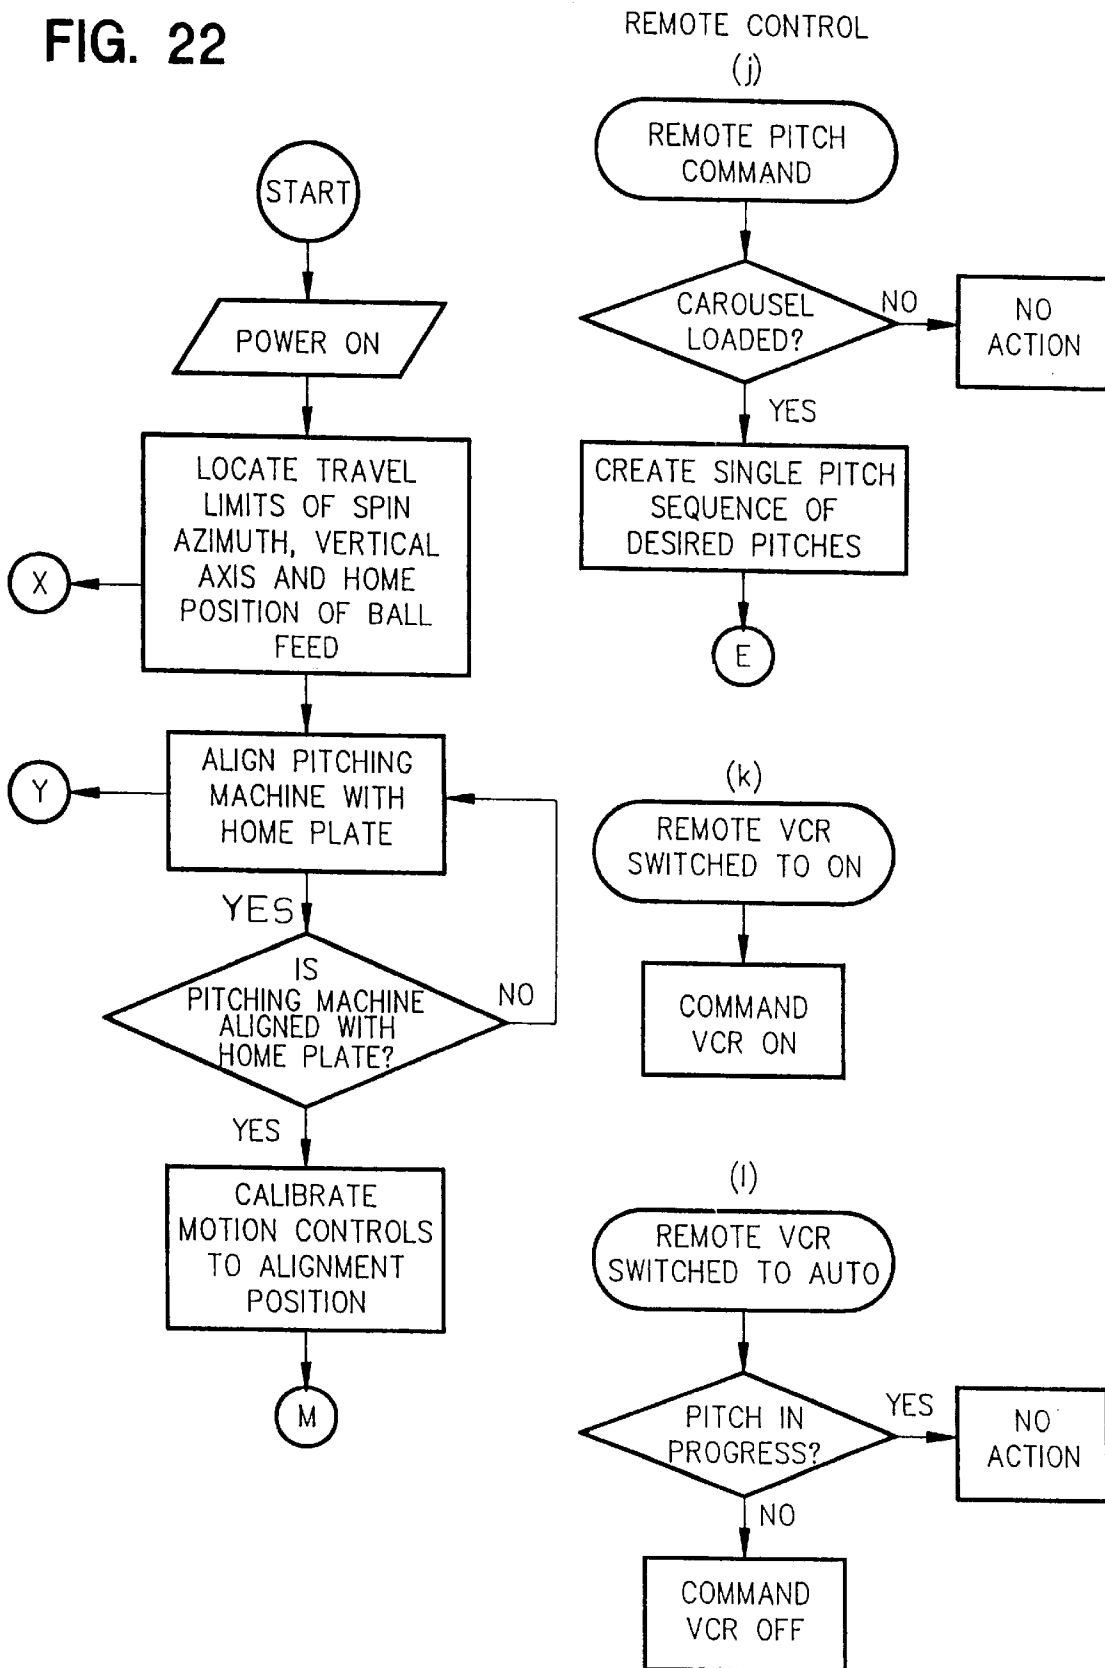 FIG. 22
START
POWER ON
LOCATE TRAVEL
LIMITS OF SPIN
AZIMUTH, VERTICAL
AXIS AND HOME
POSITION OF BALL
FEED
X
ALIGN PITCHING
MACHINE WITH
HOME PLATE
Y
YES
IS
PITCHING MACHINE
ALIGNED WITH
HOME PLATE?
NO
YES
CALIBRATE
MOTION CONTROLS
TO ALIGNMENT
POSITION
M
REMOTE CONTROL
(j)
REMOTE PITCH
COMMAND
CAROUSEL
LOADED?
NO
NO
ACTION
YES
CREATE SINGLE PITCH
SEQUENCE OF
DESIRED PITCHES
E
(k)
REMOTE VCR
SWITCHED TO ON
COMMAND
VCR ON
(l)
REMOTE VCR
SWITCHED TO AUTO
PITCH IN
PROGRESS?
YES
NO
ACTION
NO
COMMAND
VCR OFF